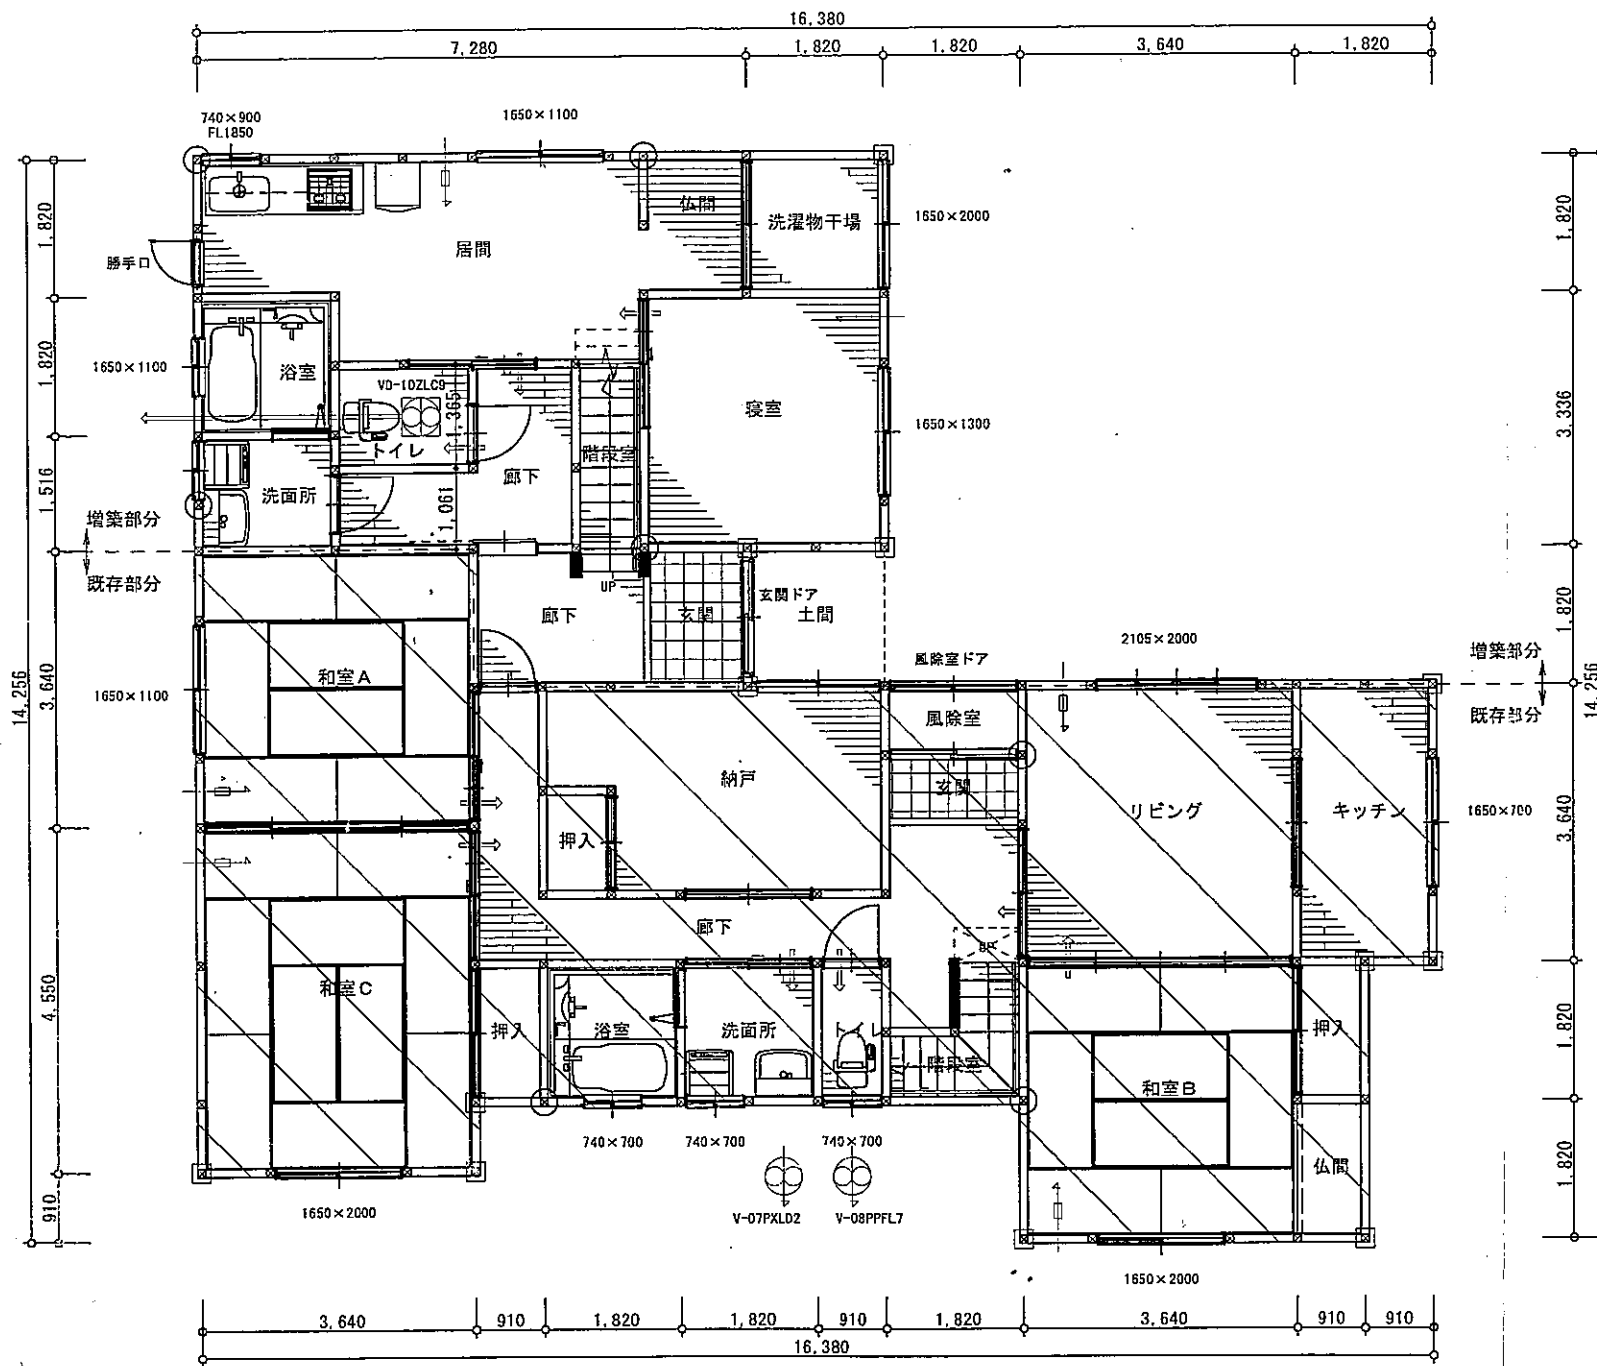 16,380
7,280
1,820
1,820
3,640
1,820
740×900
FL1850
1650×1100
1,820
仏間
洗濯物干場
1650×2000
1,820
居間
勝手口
1650×1100
浴室
VD-10ZLC9
1,365
トイレ
1,820
寝室
1650×1300
3,336
階段室
廊下
洗面所
1,061
1,516
増築部分
既存部分
UP
廊下
玄関
玄関ドア
土間
1,820
2105×2000
増築部分
既存部分
風除室ドア
和室A
1650×1100
14,256
3,640
風除室
納戸
玄関
リビング
キッチン
1650×700
3,640
14,256
押入
廊下
UP
和室C
4,550
押入
浴室
洗面所
トイレ
階段室
押入
1,820
和室B
740×700
740×700
740×700
仏間
1,820
910
1650×2000
V-07PXLD2
V-08PPFL7
1650×2000
3,640
910
1,820
1,820
910
1,820
3,640
910
910
16,380